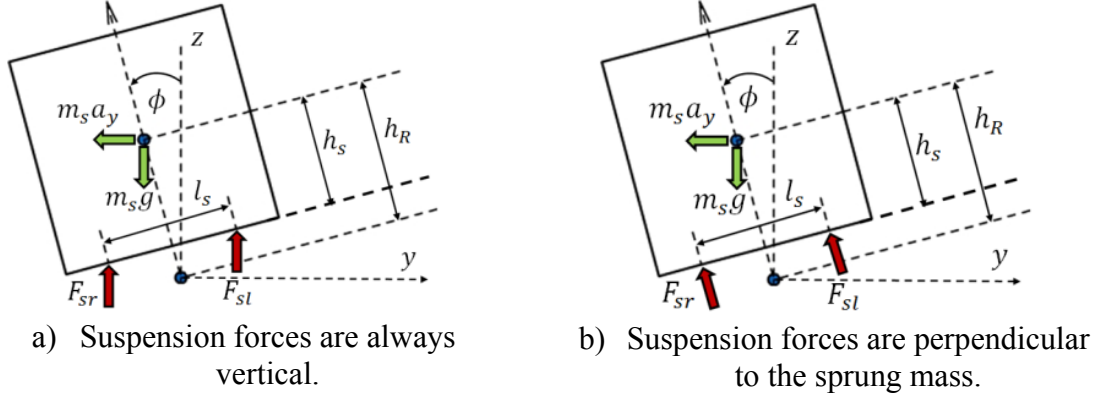 z
z
ϕ
ϕ
m_s a_y
m_s a_y
h_s
h_R
h_s
h_R
m_s g
l_s
m_s g
l_s
y
y
F_sr
F_sl
F_sr
F_sl
a) Suspension forces are always
vertical.
b) Suspension forces are perpendicular
to the sprung mass.